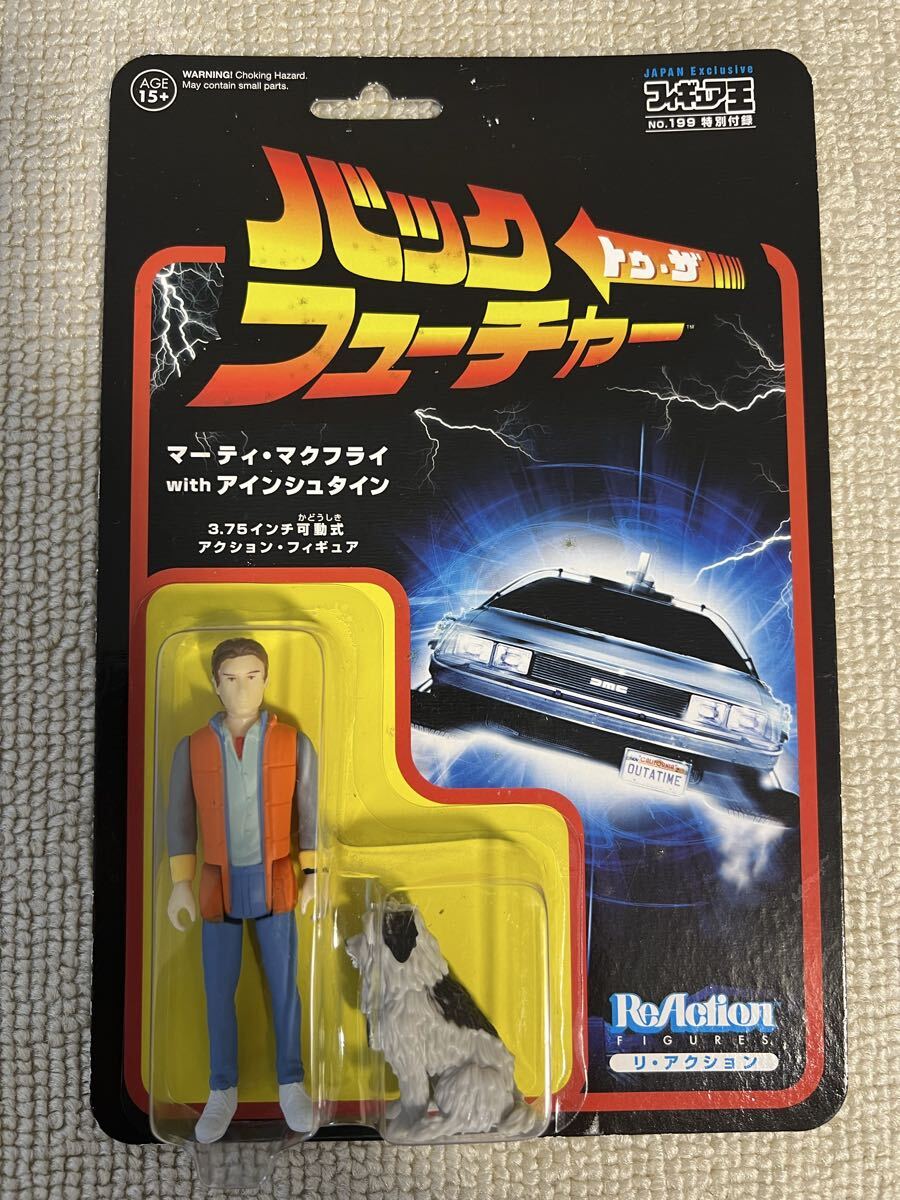 AGE
15+
WARNING! Choking Hazard.
May contain small parts.
JAPAN Exclusive
フィギュア王
No.199 特別付録
バック
トゥ・ザ
フューチャー™
マーティ・マクフライ
with アインシュタイン
かどうしき
3.75インチ可動式
アクション・フィギュア
DMC
CALIFORNIA
OUTATIME
ReAction
FIGURES
リ・アクション